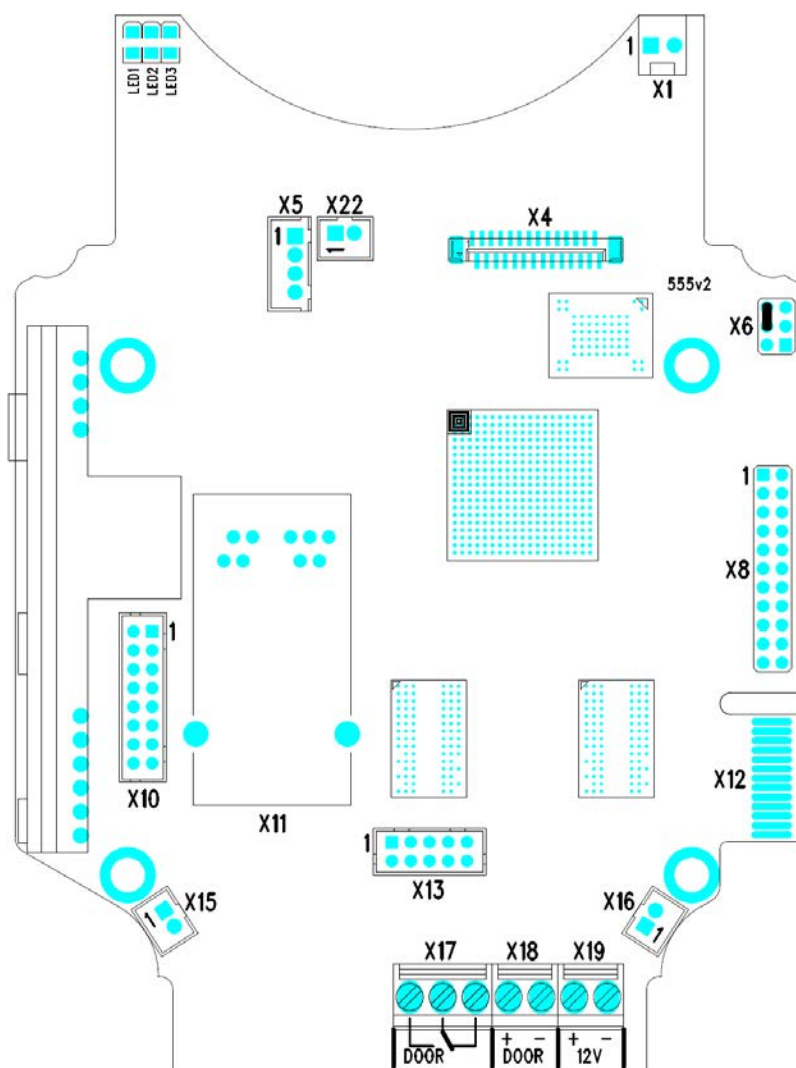 LED1
LED2
LED3
1
X1
X5
X22
1
1
X4
555v2
X6
1
X8
1
X10
X11
X12
1
X13
1
X15
X16
1
X17
X18
X19
DOOR
+ -
DOOR
+ -
12V